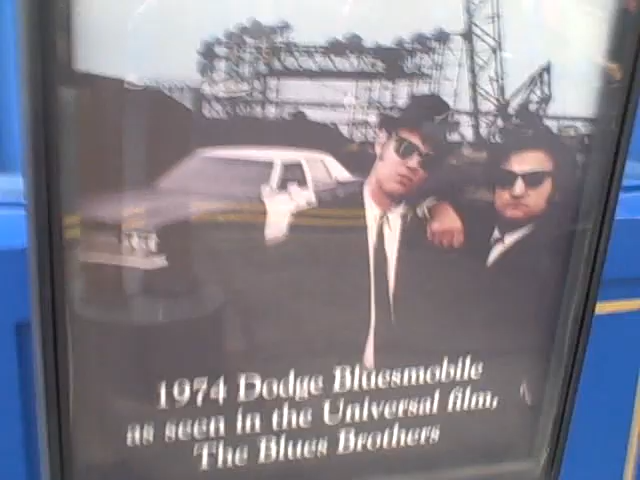 1974 Dodge Bluesmobile
as seen in the Universal film,
The Blues Brothers